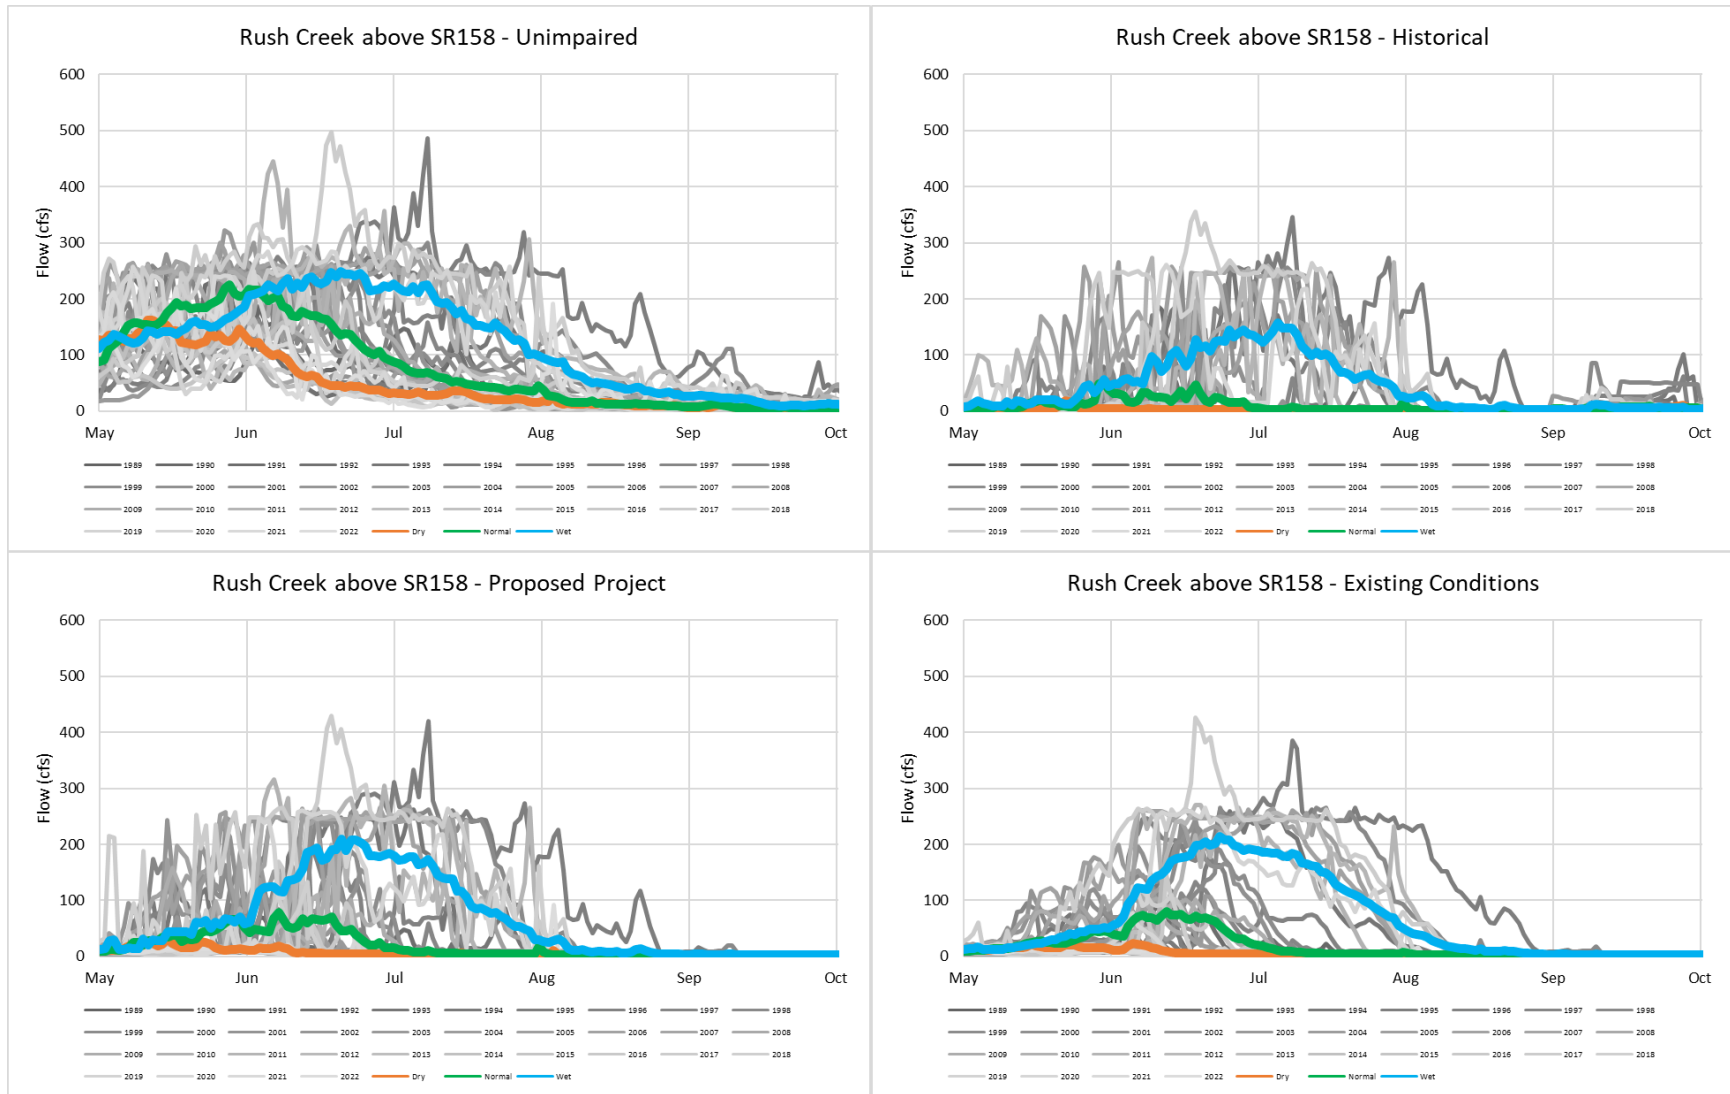 Rush Creek above SR158 - Unimpaired
600
500
400
300
200
100
0
Flow (cfs)
May Jun Jul Aug Sep Oct
1989 1990 1991 1992 1993 1994 1995 1996 1997 1998
1999 2000 2001 2002 2003 2004 2005 2006 2007 2008
2009 2010 2011 2012 2013 2014 2015 2016 2017 2018
2019 2020 2021 2022 Dry Normal Wet
Rush Creek above SR158 - Historical
600
500
400
300
200
100
0
Flow (cfs)
May Jun Jul Aug Sep Oct
1989 1990 1991 1992 1993 1994 1995 1996 1997 1998
1999 2000 2001 2002 2003 2004 2005 2006 2007 2008
2009 2010 2011 2012 2013 2014 2015 2016 2017 2018
2019 2020 2021 2022 Dry Normal Wet
Rush Creek above SR158 - Proposed Project
600
500
400
300
200
100
0
Flow (cfs)
May Jun Jul Aug Sep Oct
1989 1990 1991 1992 1993 1994 1995 1996 1997 1998
1999 2000 2001 2002 2003 2004 2005 2006 2007 2008
2009 2010 2011 2012 2013 2014 2015 2016 2017 2018
2019 2020 2021 2022 Dry Normal Wet
Rush Creek above SR158 - Existing Conditions
600
500
400
300
200
100
0
Flow (cfs)
May Jun Jul Aug Sep Oct
1989 1990 1991 1992 1993 1994 1995 1996 1997 1998
1999 2000 2001 2002 2003 2004 2005 2006 2007 2008
2009 2010 2011 2012 2013 2014 2015 2016 2017 2018
2019 2020 2021 2022 Dry Normal Wet